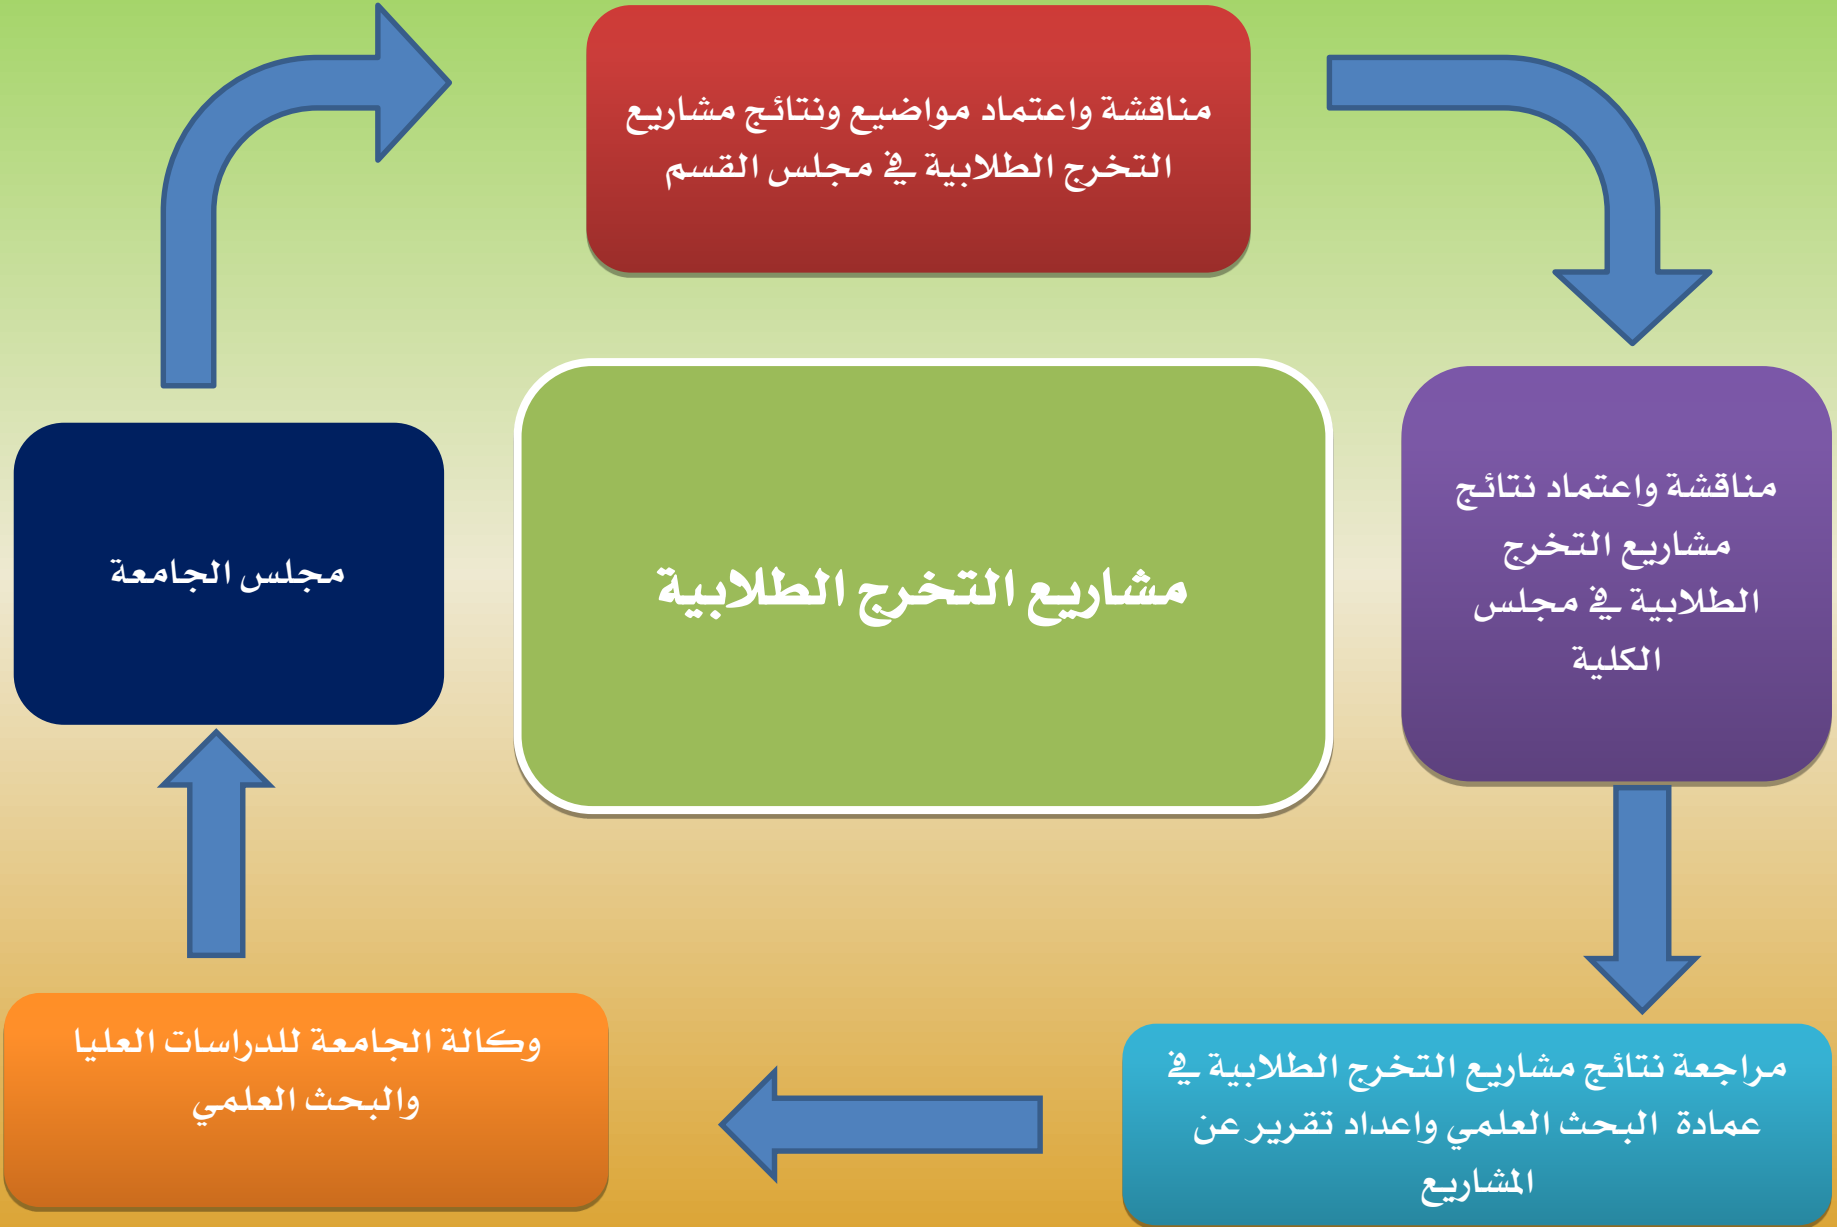 مناقشة واعتماد مواضيع ونتائج مشاريع
التخرج الطلابية في مجلس القسم
مناقشة واعتماد نتائج
مشاريع التخرج
الطلابية في مجلس
الكلية
مشاريع التخرج الطلابية
مجلس الجامعة
مراجعة نتائج مشاريع التخرج الطلابية في
عمادة البحث العلمي واعداد تقرير عن
المشاريع
وكالة الجامعة للدراسات العليا
والبحث العلمي